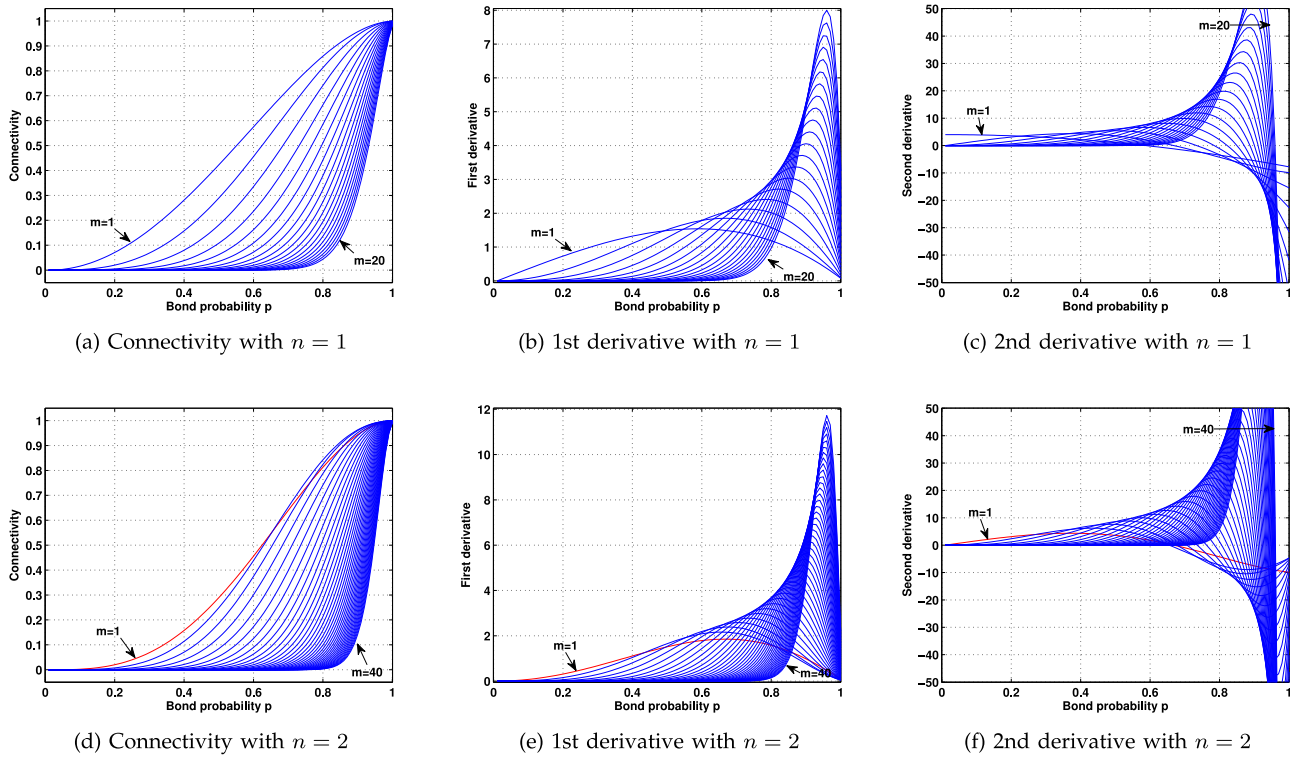 1
0.9
0.8
0.7
0.6
0.5
0.4
0.3
0.2
0.1
0
Connectivity
m=1
m=20
0 0.2 0.4 0.6 0.8 1
Bond probability p
(a) Connectivity with n = 1
8
7
6
5
4
3
2
1
0
First derivative
m=1
m=20
0 0.2 0.4 0.6 0.8 1
Bond probability p
(b) 1st derivative with n = 1
50
40
30
20
10
0
−10
−20
−30
−40
−50
Second derivative
m=20
m=1
0 0.2 0.4 0.6 0.8 1
Bond probability p
(c) 2nd derivative with n = 1
1
0.9
0.8
0.7
0.6
0.5
0.4
0.3
0.2
0.1
0
Connectivity
m=1
m=40
0 0.2 0.4 0.6 0.8 1
Bond probability p
(d) Connectivity with n = 2
12
10
8
6
4
2
0
First derivative
m=1
m=40
0 0.2 0.4 0.6 0.8 1
Bond probability p
(e) 1st derivative with n = 2
50
40
30
20
10
0
−10
−20
−30
−40
−50
Second derivative
m=40
m=1
0 0.2 0.4 0.6 0.8 1
Bond probability p
(f) 2nd derivative with n = 2